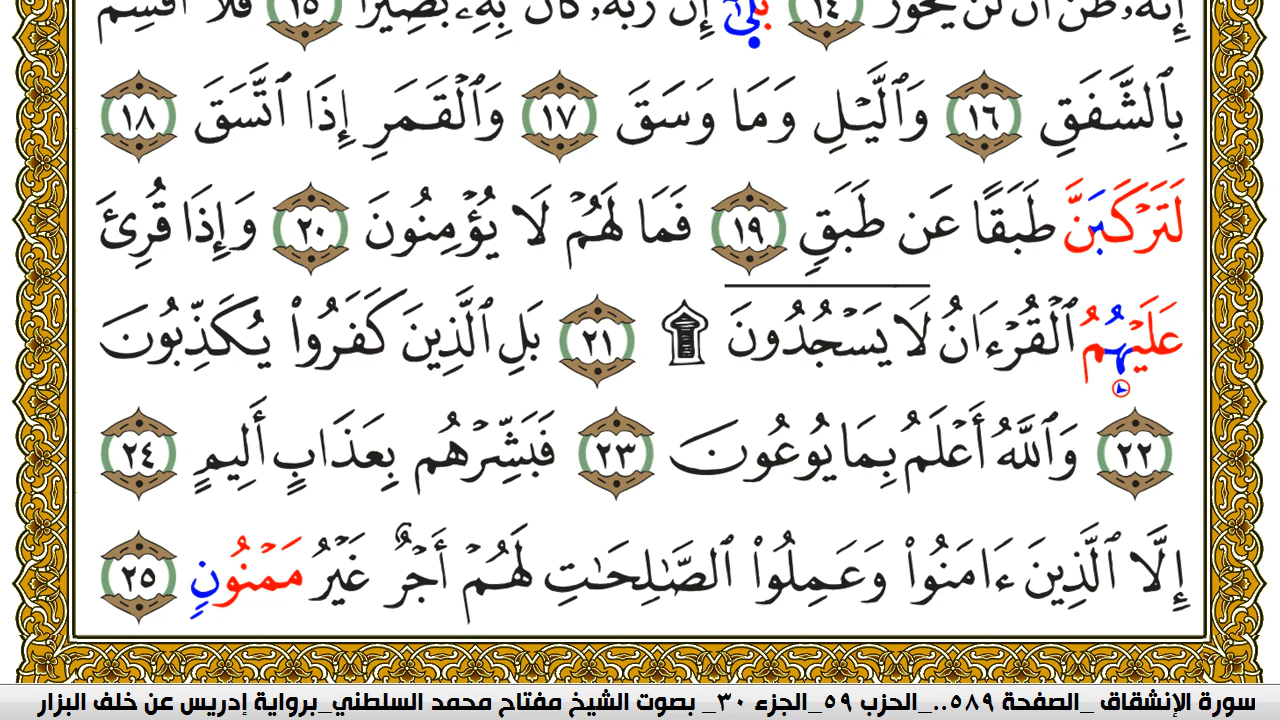 إِنَّهُۥ ظَنَّ أَن لَّن يَحُورَ ١٤ بَلَىٰٓ إِنَّ رَبَّهُۥ كَانَ بِهِۦ بَصِيرًا ١٥ فَلَآ أُقْسِمُ
بِٱلشَّفَقِ ١٦ وَٱلَّيْلِ وَمَا وَسَقَ ١٧ وَٱلْقَمَرِ إِذَا ٱتَّسَقَ ١٨
لَتَرْكَبَنَّ طَبَقًا عَن طَبَقٍ ١٩ فَمَا لَهُمْ لَا يُؤْمِنُونَ ٢٠ وَإِذَا قُرِئَ
عَلَيْهُمُ ٱلْقُرْءَانُ لَا يَسْجُدُونَ ۩ ٢١ بَلِ ٱلَّذِينَ كَفَرُوا۟ يُكَذِّبُونَ
٢٢ وَٱللَّهُ أَعْلَمُ بِمَا يُوعُونَ ٢٣ فَبَشِّرْهُم بِعَذَابٍ أَلِيمٍ ٢٤
إِلَّا ٱلَّذِينَ ءَامَنُوا۟ وَعَمِلُوا۟ ٱلصَّـٰلِحَـٰتِ لَهُمْ أَجْرٌ غَيْرُ مَمْنُونٍ ٢٥
سورة الإنشقاق _الصفحة ٥٨٩.._الحزب ٥٩_الجزء ٣٠_ بصوت الشيخ مفتاح محمد السلطني_برواية إدريس عن خلف البزار